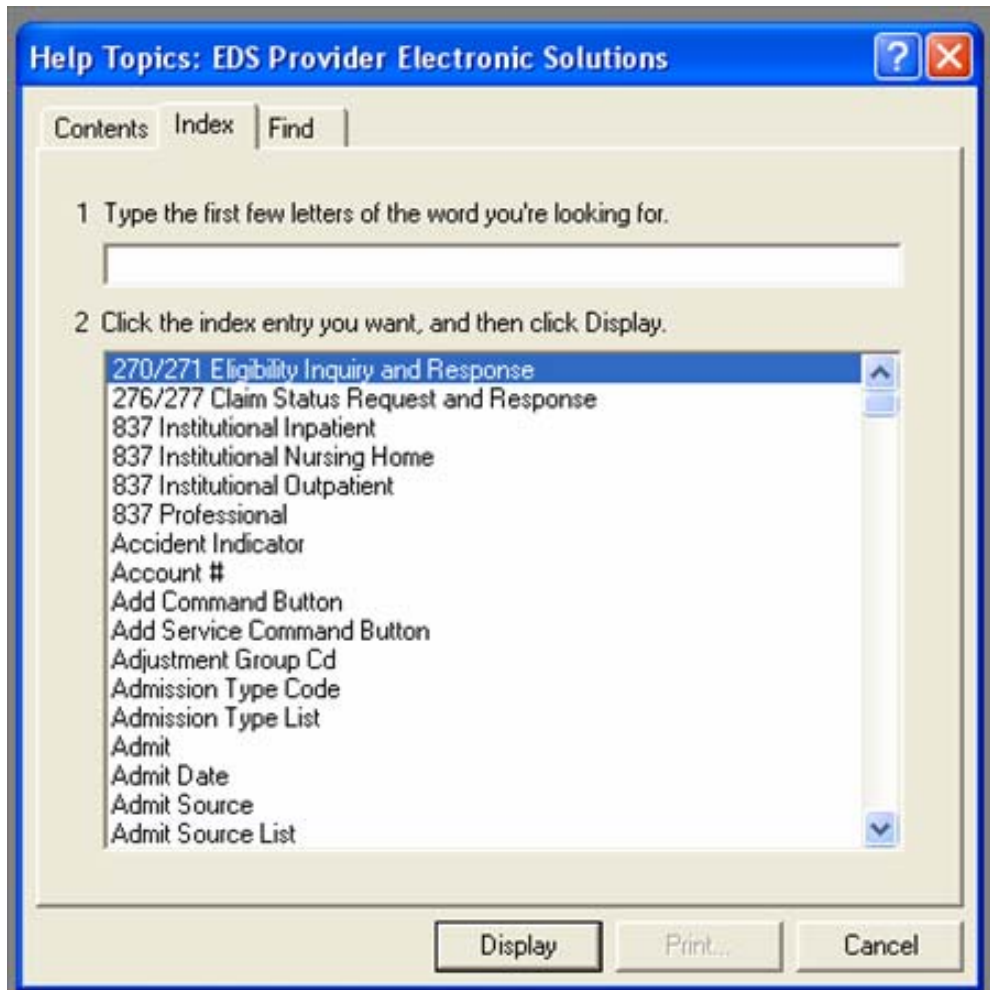 Help Topics: EDS Provider Electronic Solutions
Contents Index Find
1 Type the first few letters of the word you're looking for.
2 Click the index entry you want, and then click Display.
270/271 Eligibility Inquiry and Response
276/277 Claim Status Request and Response
837 Institutional Inpatient
837 Institutional Nursing Home
837 Institutional Outpatient
837 Professional
Accident Indicator
Account #
Add Command Button
Add Service Command Button
Adjustment Group Cd
Admission Type Code
Admission Type List
Admit
Admit Date
Admit Source
Admit Source List
Display Print... Cancel